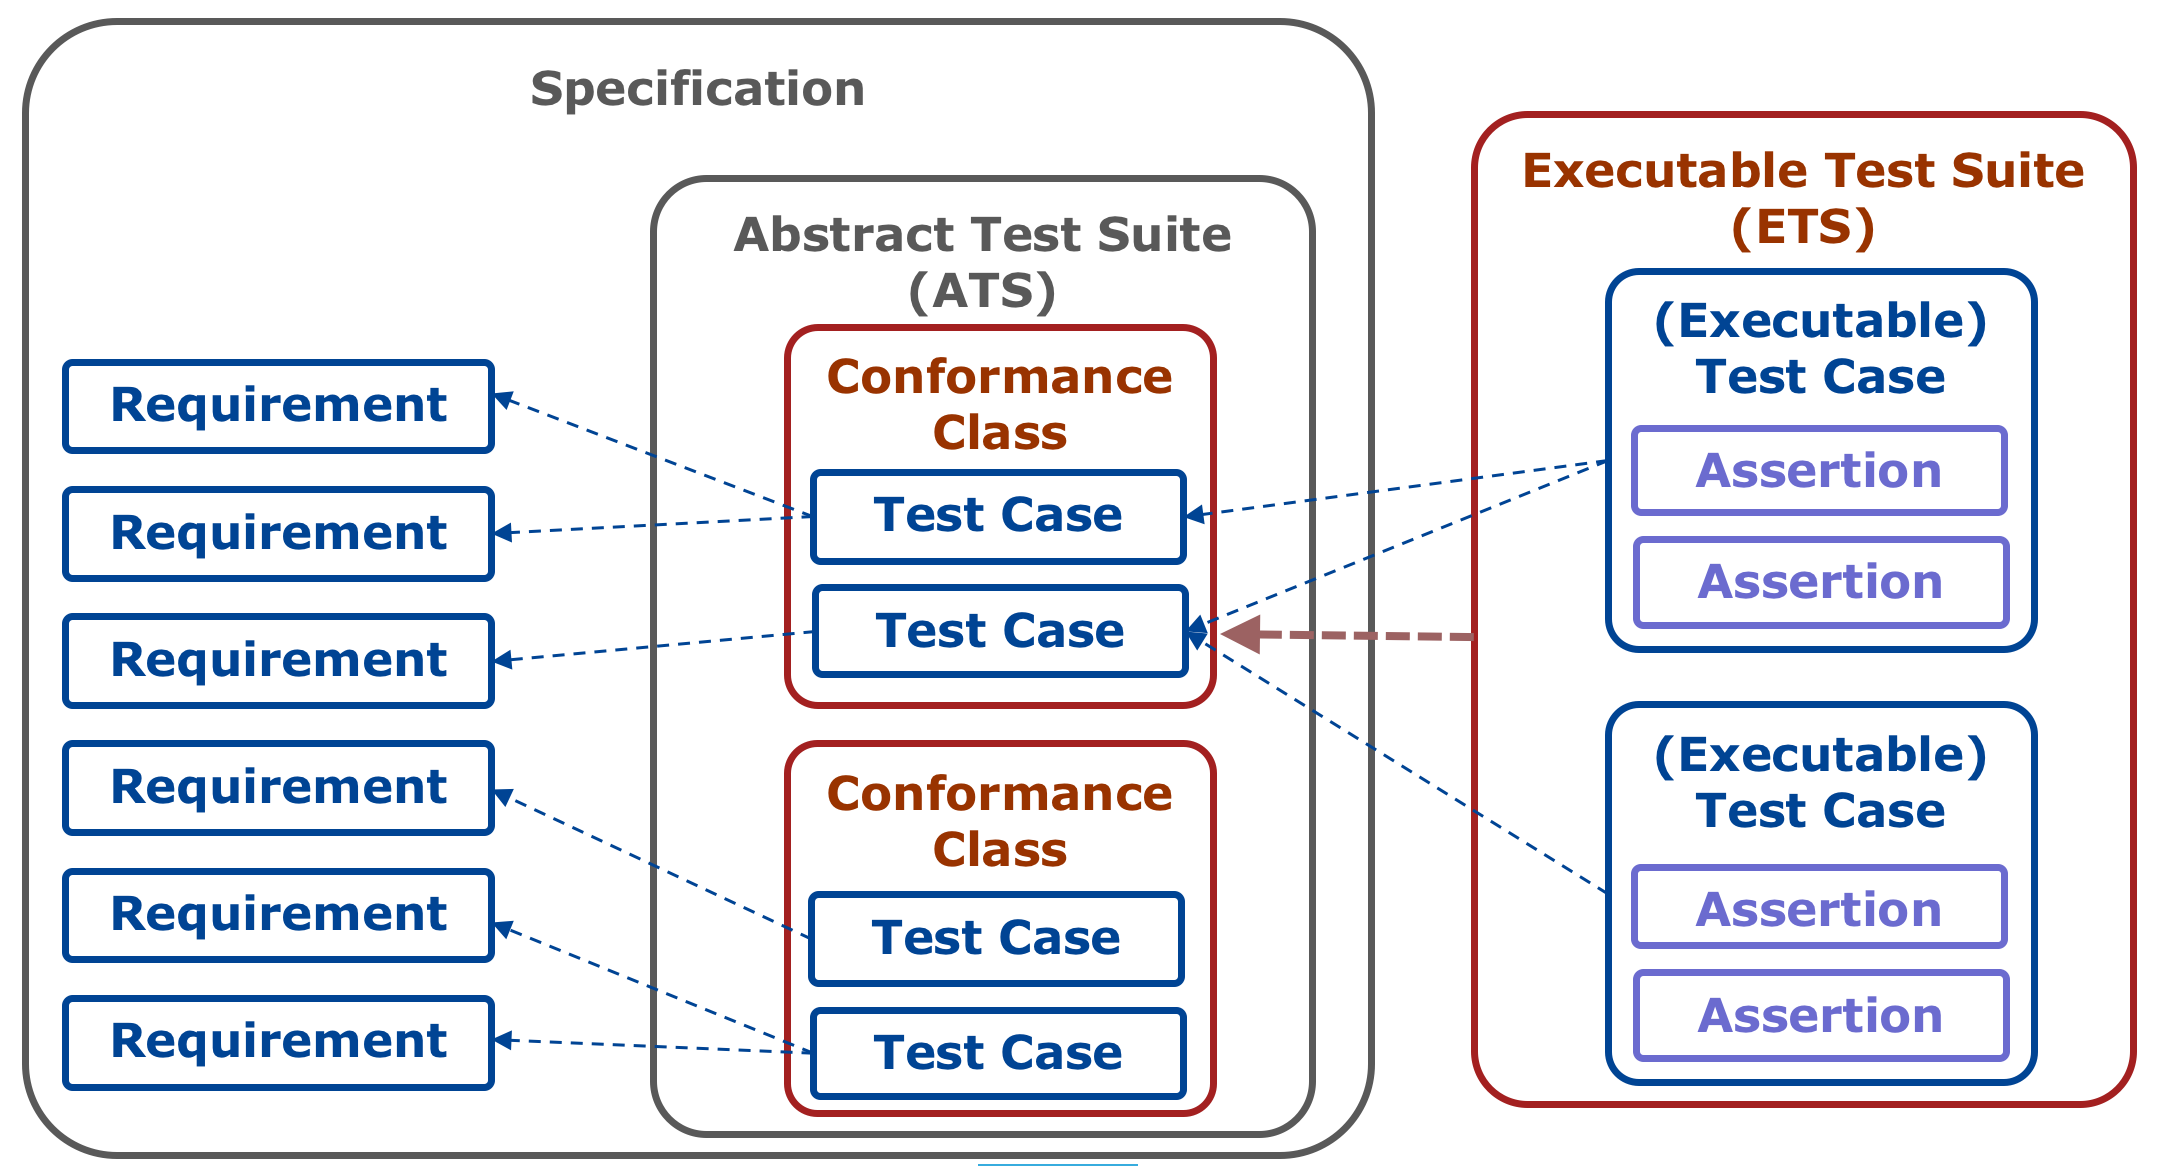 Specification
Requirement
Requirement
Requirement
Requirement
Requirement
Requirement
Abstract Test Suite
(ATS)
Conformance
Class
Test Case
Test Case
Conformance
Class
Test Case
Test Case
Executable Test Suite
(ETS)
(Executable)
Test Case
Assertion
Assertion
(Executable)
Test Case
Assertion
Assertion